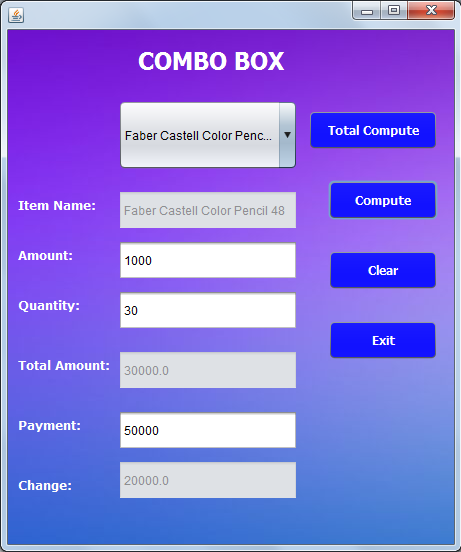 COMBO BOX
Faber Castell Color Penc...
Total Compute
Item Name:
Faber Castell Color Pencil 48
Compute
Amount:
1000
Clear
Quantity:
30
Exit
Total Amount:
30000.0
Payment:
50000
Change:
20000.0